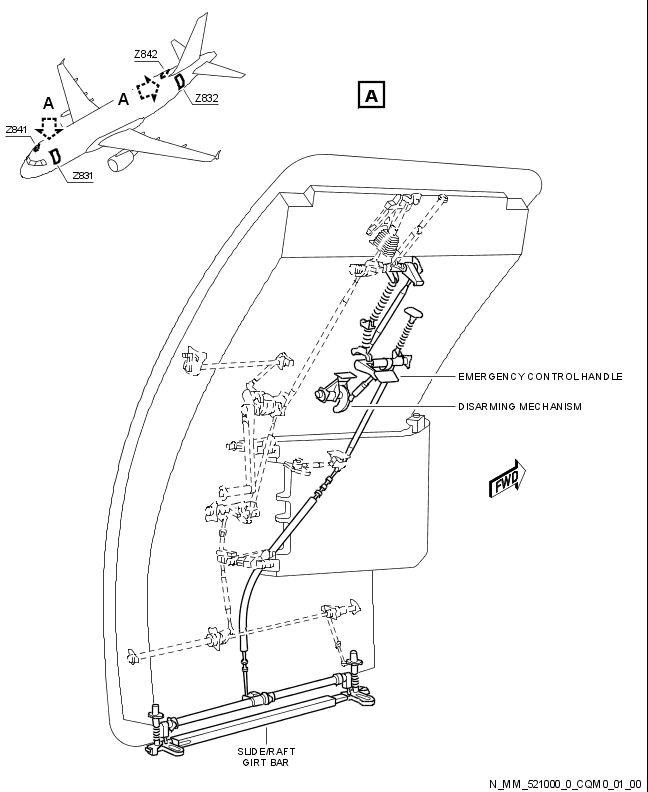 Z842
A
A
Z832
A
Z841
Z831
EMERGENCY CONTROL HANDLE
DISARMING MECHANISM
FWD
SLIDE/RAFT
GIRT BAR
N_MM_521000_0_CQM0_01_00